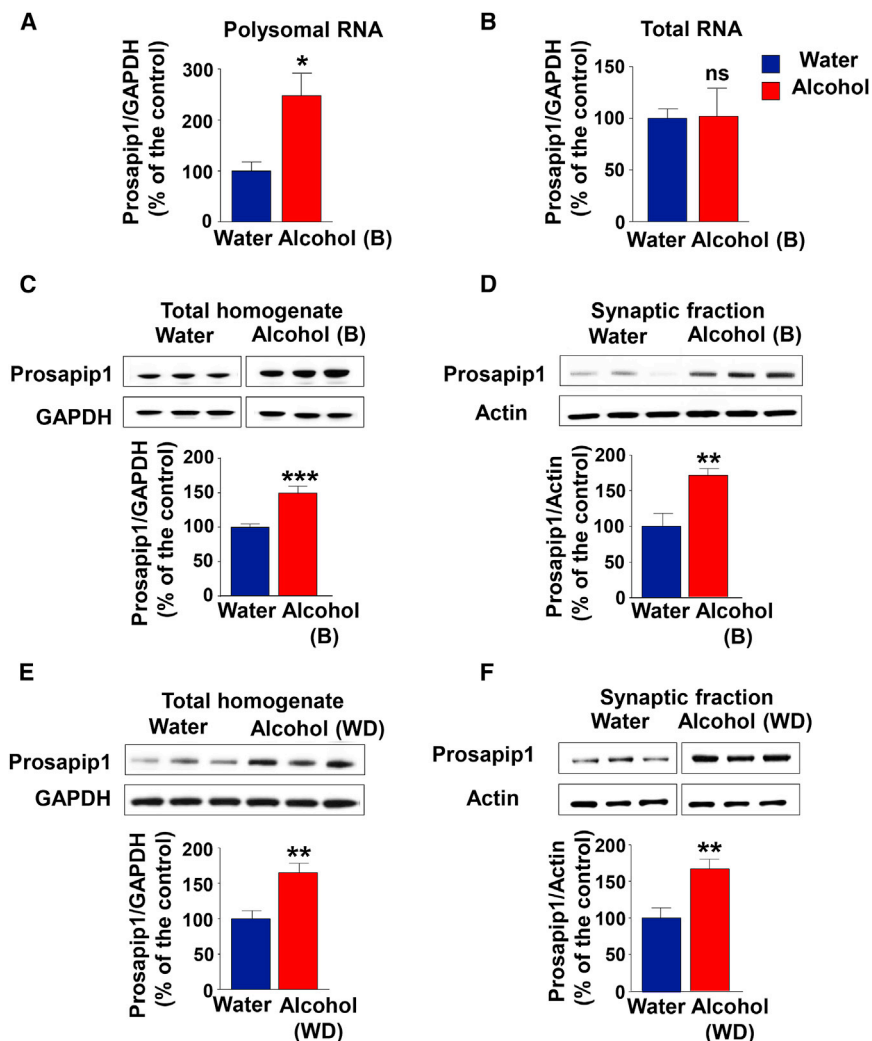 A
Polysomal RNA
Prosapip1/GAPDH
(% of the control)
300
200
100
0
*
Water Alcohol (B)
B
Total RNA
Prosapip1/GAPDH
(% of the control)
150
100
50
0
ns
Water Alcohol (B)
Water
Alcohol
C
Total homogenate
Water Alcohol (B)
Prosapip1
GAPDH
Prosapip1/GAPDH
(% of the control)
200
150
100
50
0
***
Water Alcohol
(B)
D
Synaptic fraction
Water Alcohol (B)
Prosapip1
Actin
Prosapip1/Actin
(% of the control)
200
150
100
50
0
**
Water Alcohol
(B)
E
Total homogenate
Water Alcohol (WD)
Prosapip1
GAPDH
Prosapip1/GAPDH
(% of the control)
200
150
100
50
0
**
Water Alcohol
(WD)
F
Synaptic fraction
Water Alcohol (WD)
Prosapip1
Actin
Prosapip1/Actin
(% of the control)
200
150
100
50
0
**
Water Alcohol
(WD)